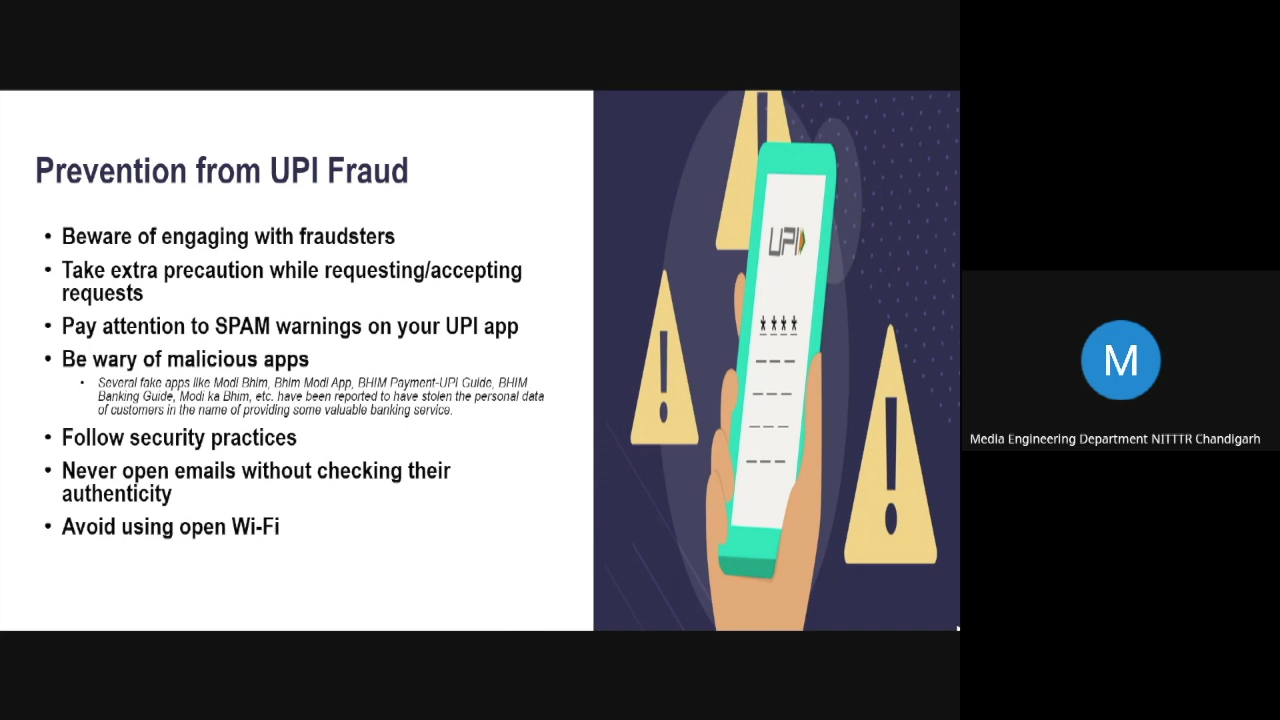 Prevention from UPI Fraud
• Beware of engaging with fraudsters
• Take extra precaution while requesting/accepting
requests
• Pay attention to SPAM warnings on your UPI app
• Be wary of malicious apps
• Several fake apps like Modi Bhim, Bhim Modi App, BHIM Payment-UPI Guide, BHIM
Banking Guide, Modi ka Bhim, etc. have been reported to have stolen the personal data
of customers in the name of providing some valuable banking service.
• Follow security practices
• Never open emails without checking their
authenticity
• Avoid using open Wi-Fi
UPI
* * * *
M
Media Engineering Department NITTTR Chandigarh